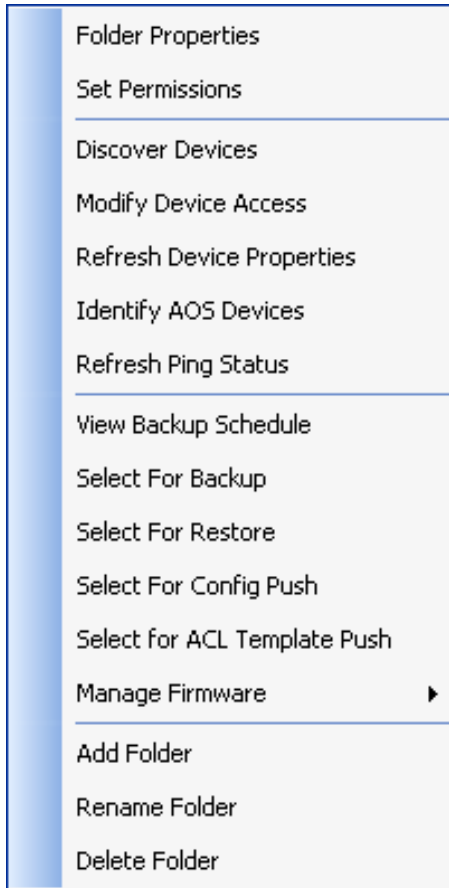 Folder Properties
Set Permissions
Discover Devices
Modify Device Access
Refresh Device Properties
Identify AOS Devices
Refresh Ping Status
View Backup Schedule
Select For Backup
Select For Restore
Select For Config Push
Select for ACL Template Push
Manage Firmware
Add Folder
Rename Folder
Delete Folder